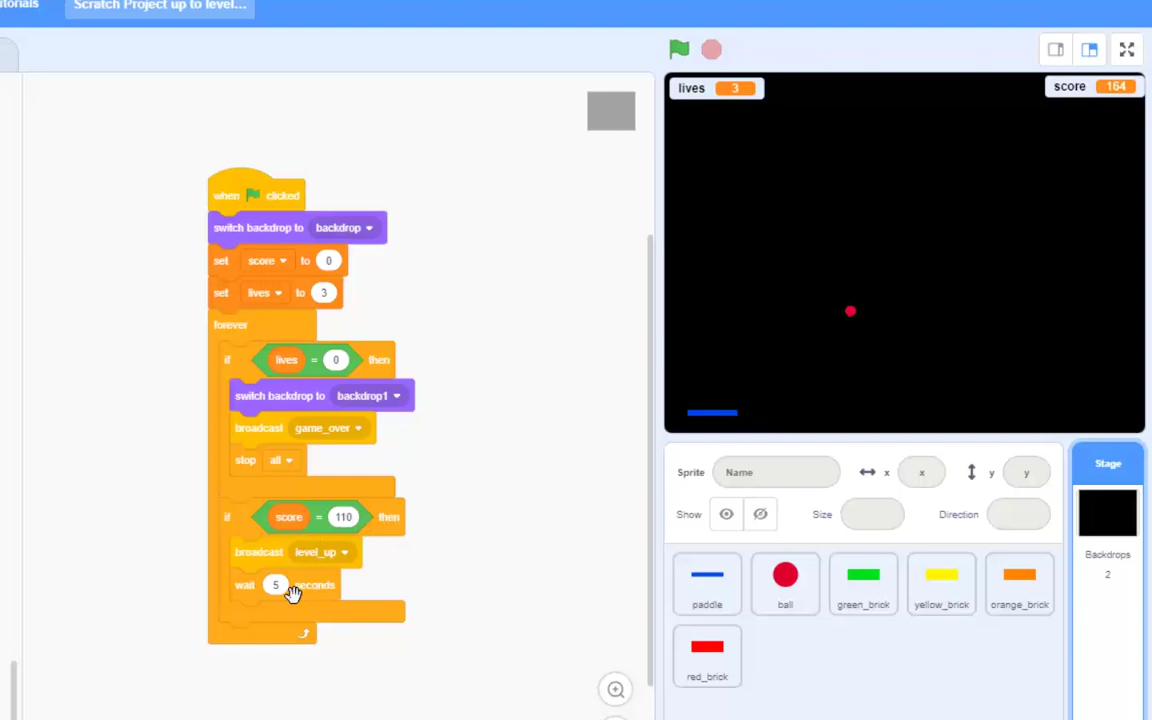 utorials
Scratch Project up to level...
lives 3
score 164
when clicked
switch backdrop to backdrop
set score to 0
set lives to 3
forever
if lives = 0 then
switch backdrop to backdrop1
broadcast game_over
stop all
if score = 110 then
broadcast level_up
wait 5 seconds
Sprite Name x x y y
Show Size Direction
paddle ball green_brick yellow_brick orange_brick
red_brick
Stage
Backdrops
2